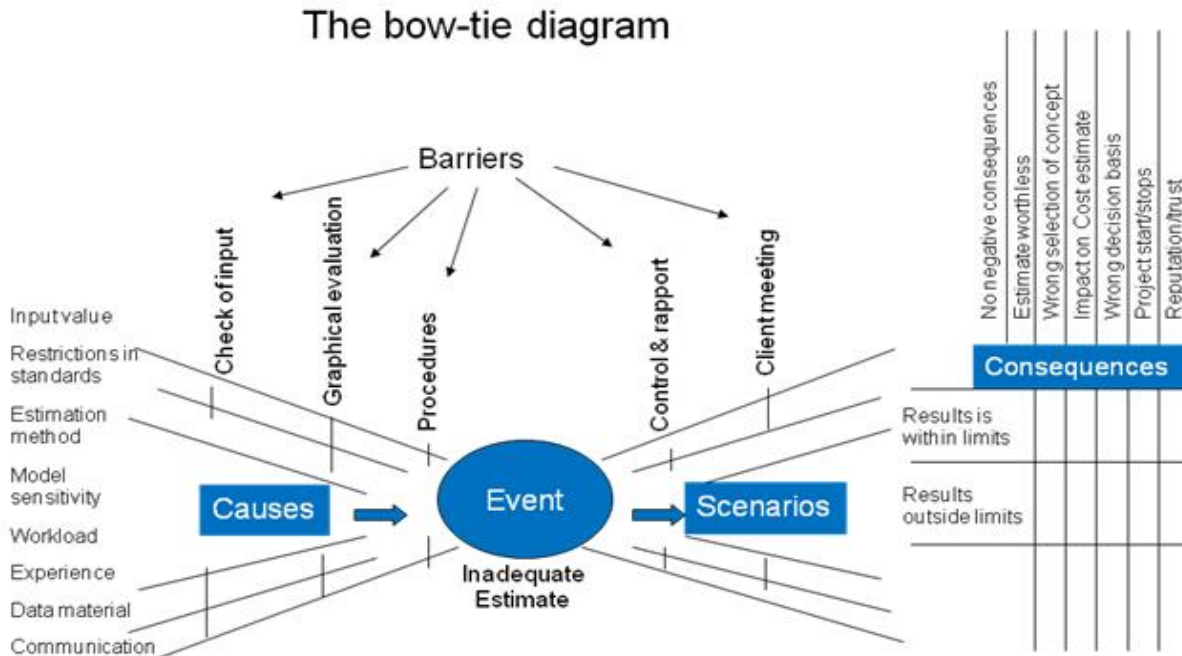 The bow-tie diagram
Barriers
Check of input
Graphical evaluation
Procedures
Control & rapport
Client meeting
No negative consequences
Estimate worthless
Wrong selection of concept
Impact on Cost estimate
Wrong decision basis
Project start/stops
Reputation/trust
Input value
Restrictions in
standards
Estimation
method
Model
sensitivity
Workload
Experience
Data material
Communication
Causes
Event
Inadequate
Estimate
Scenarios
Consequences
Results is
within limits
Results
outside limits